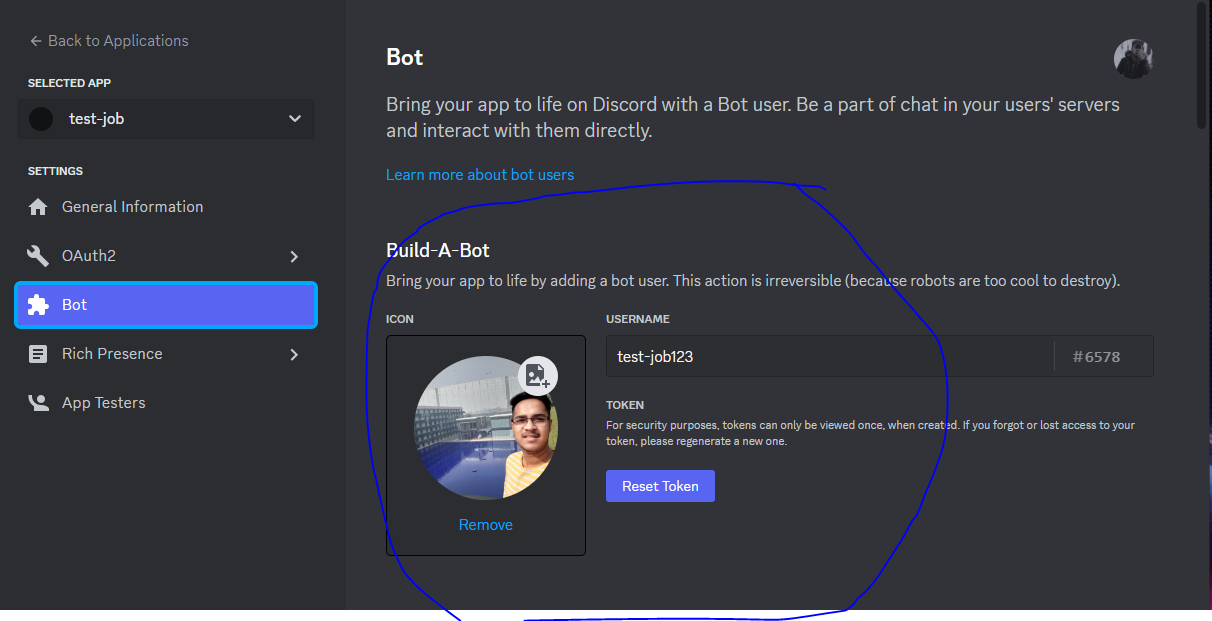 ← Back to Applications
SELECTED APP
test-job
SETTINGS
General Information
OAuth2
Bot
Rich Presence
App Testers
Bot
Bring your app to life on Discord with a Bot user. Be a part of chat in your users' servers
and interact with them directly.
Learn more about bot users
Build-A-Bot
Bring your app to life by adding a bot user. This action is irreversible (because robots are too cool to destroy).
ICON
Remove
USERNAME
test-job123 #6578
TOKEN
For security purposes, tokens can only be viewed once, when created. If you forgot or lost access to your
token, please regenerate a new one.
Reset Token